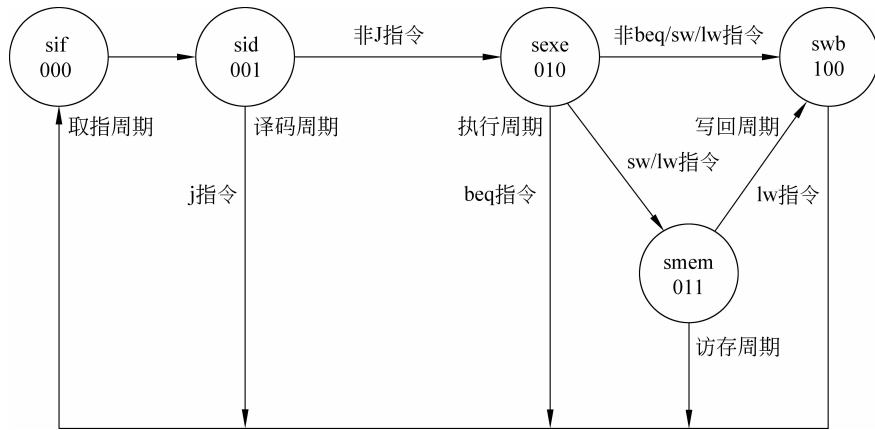 sif
000
sid
001
非J指令
sexe
010
非beq/sw/lw指令
swb
100
取指周期
译码周期
执行周期
写回周期
sw/lw指令
j指令
beq指令
lw指令
smem
011
访存周期